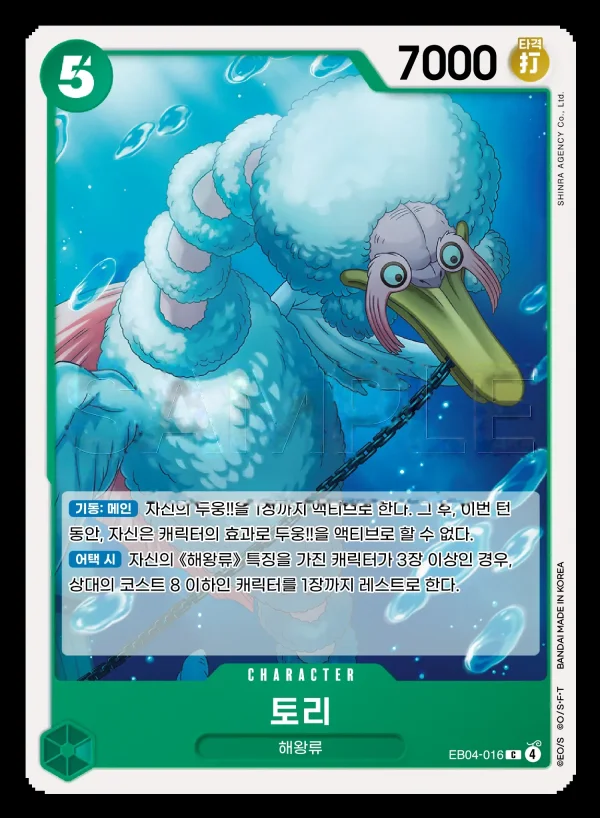 5
7000
타격
打
SHINRA AGENCY Co., Ltd.
SAMPLE
기동: 메인 자신의 두웅!!을 1장까지 액티브로 한다. 그 후, 이번 턴
동안, 자신은 캐릭터의 효과로 두웅!!을 액티브로 할 수 없다.
어택 시 자신의 《해왕류》 특징을 가진 캐릭터가 3장 이상인 경우,
상대의 코스트 8 이하인 캐릭터를 1장까지 레스트로 한다.
©EO/S ©O/S·F·T BANDAI MADE IN KOREA
CHARACTER
토리
해왕류
EB04-016 C 4